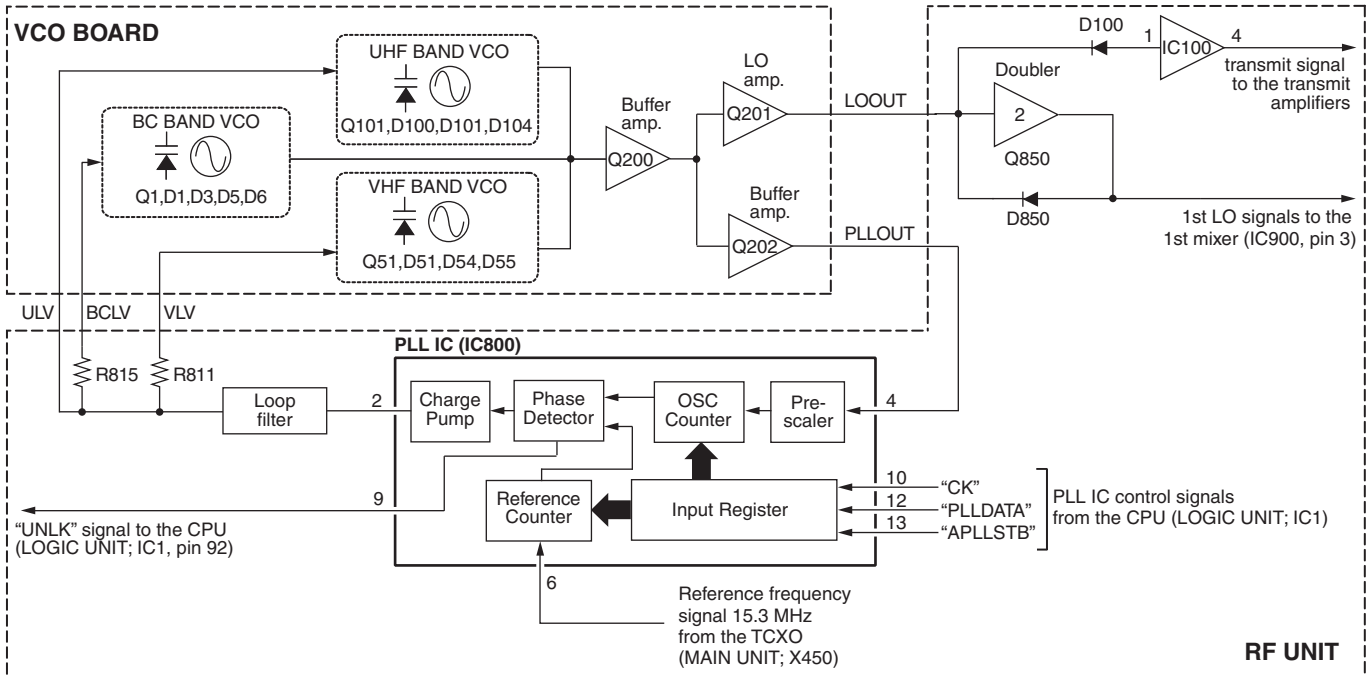 VCO BOARD
UHF BAND VCO
Q101,D100,D101,D104
BC BAND VCO
Q1,D1,D3,D5,D6
VHF BAND VCO
Q51,D51,D54,D55
Buffer
amp.
Q200
LO
amp.
Q201
Buffer
amp.
Q202
LOOUT
PLLOUT
D100
1
IC100
4
transmit signal
to the transmit
amplifiers
Doubler
2
Q850
D850
1st LO signals to the
1st mixer (IC900, pin 3)
ULV
BCLV
VLV
R815
R811
Loop
filter
PLL IC (IC800)
2
Charge
Pump
Phase
Detector
OSC
Counter
Pre-
scaler
4
9
Reference
Counter
Input Register
10
"CK"
12
"PLLDATA"
13
"APLLSTB"
PLL IC control signals
from the CPU (LOGIC UNIT; IC1)
"UNLK" signal to the CPU
(LOGIC UNIT; IC1, pin 92)
6
Reference frequency
signal 15.3 MHz
from the TCXO
(MAIN UNIT; X450)
RF UNIT